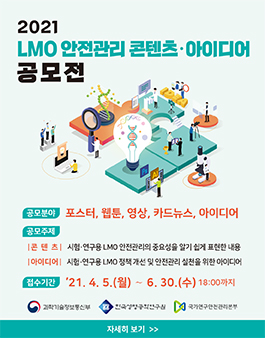 2021
LMO 안전관리 콘텐츠·아이디어
공모전
공모분야 포스터, 웹툰, 영상, 카드뉴스, 아이디어
공모주제
|콘 텐 츠| 시험·연구용 LMO 안전관리의 중요성을 알기 쉽게 표현한 내용
|아이디어| 시험·연구용 LMO 정책 개선 및 안전관리 실천을 위한 아이디어
접수기간 '21. 4. 5.(월) ~ 6. 30.(수) 18:00까지
과학기술정보통신부 한국생명공학연구원 국가연구안전관리본부
자세히 보기 >>